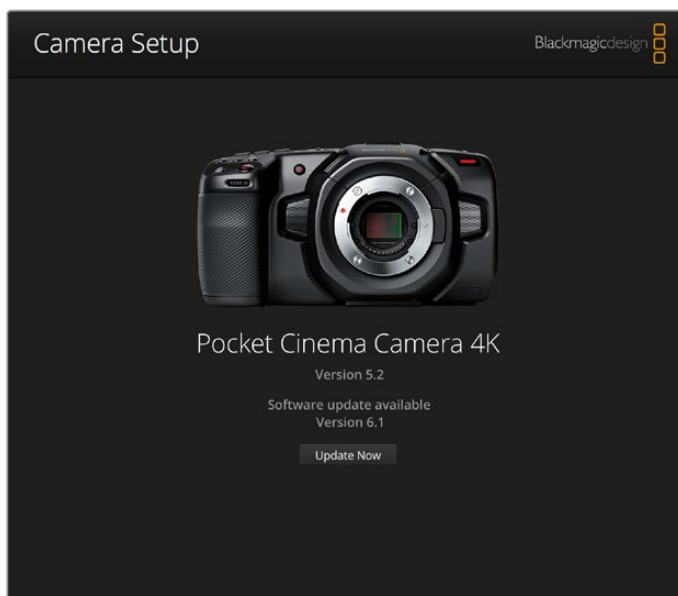 Camera Setup
Blackmagicdesign
Pocket Cinema Camera 4K
Version 5.2
Software update available
Version 6.1
Update Now